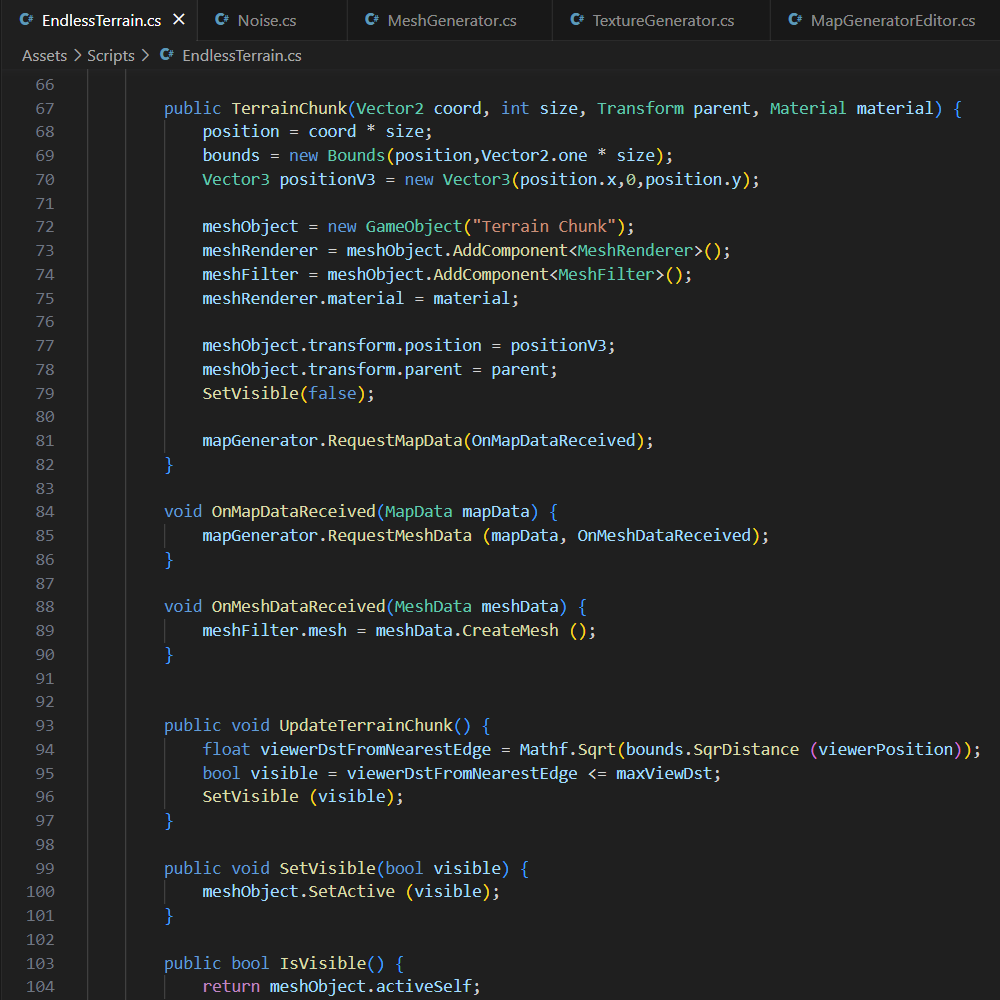 EndlessTerrain.cs Noise.cs MeshGenerator.cs TextureGenerator.cs MapGeneratorEditor.cs
Assets > Scripts > EndlessTerrain.cs
66
67 public TerrainChunk(Vector2 coord, int size, Transform parent, Material material) {
68 position = coord * size;
69 bounds = new Bounds(position,Vector2.one * size);
70 Vector3 positionV3 = new Vector3(position.x,0,position.y);
71
72 meshObject = new GameObject("Terrain Chunk");
73 meshRenderer = meshObject.AddComponent<MeshRenderer>();
74 meshFilter = meshObject.AddComponent<MeshFilter>();
75 meshRenderer.material = material;
76
77 meshObject.transform.position = positionV3;
78 meshObject.transform.parent = parent;
79 SetVisible(false);
80
81 mapGenerator.RequestMapData(OnMapDataReceived);
82 }
83
84 void OnMapDataReceived(MapData mapData) {
85 mapGenerator.RequestMeshData (mapData, OnMeshDataReceived);
86 }
87
88 void OnMeshDataReceived(MeshData meshData) {
89 meshFilter.mesh = meshData.CreateMesh ();
90 }
91
92
93 public void UpdateTerrainChunk() {
94 float viewerDstFromNearestEdge = Mathf.Sqrt(bounds.SqrDistance (viewerPosition));
95 bool visible = viewerDstFromNearestEdge <= maxViewDst;
96 SetVisible (visible);
97 }
98
99 public void SetVisible(bool visible) {
100 meshObject.SetActive (visible);
101 }
102
103 public bool IsVisible() {
104 return meshObject.activeSelf;